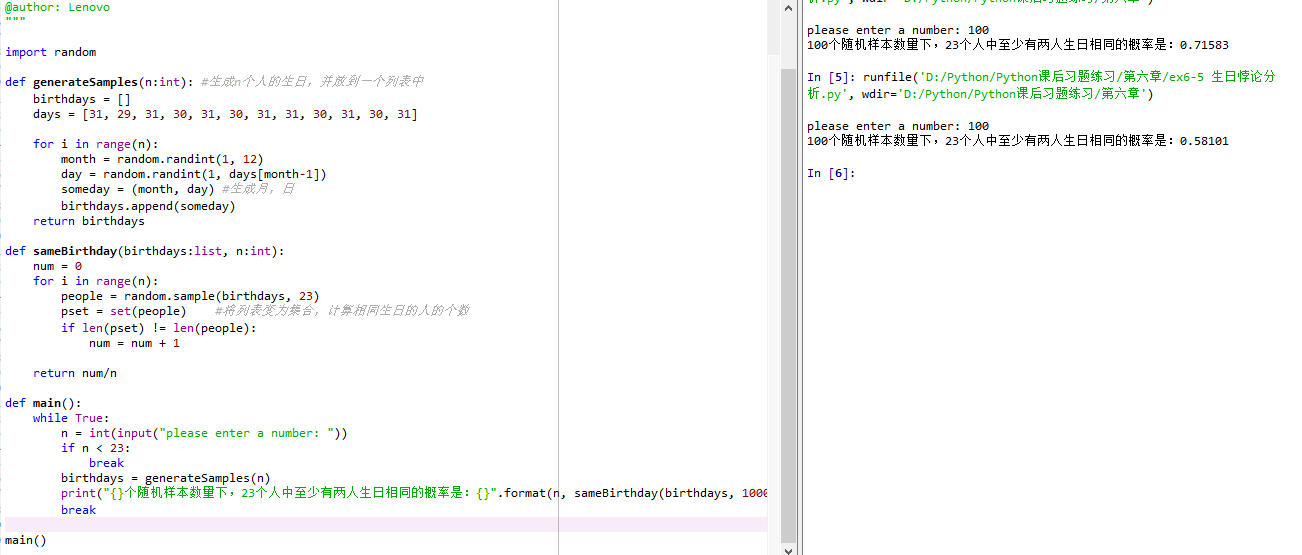 @author: Lenovo
"""
import random
def generateSamples(n:int): #生成n个人的生日，并放到一个列表中
birthdays = []
days = [31, 29, 31, 30, 31, 30, 31, 31, 30, 31, 30, 31]
for i in range(n):
month = random.randint(1, 12)
day = random.randint(1, days[month-1])
someday = (month, day) #生成月，日
birthdays.append(someday)
return birthdays
def sameBirthday(birthdays:list, n:int):
num = 0
for i in range(n):
people = random.sample(birthdays, 23)
pset = set(people) #将列表变为集合，计算相同生日的人的个数
if len(pset) != len(people):
num = num + 1
return num/n
def main():
while True:
n = int(input("please enter a number: "))
if n < 23:
break
birthdays = generateSamples(n)
print("{}个随机样本数量下，23个人中至少有两人生日相同的概率是：{}".format(n, sameBirthday(birthdays, 1000
break
main()
please enter a number: 100
100个随机样本数量下，23个人中至少有两人生日相同的概率是：0.71583
In [5]: runfile('D:/Python/Python课后习题练习/第六章/ex6-5 生日悖论分
析.py', wdir='D:/Python/Python课后习题练习/第六章')
please enter a number: 100
100个随机样本数量下，23个人中至少有两人生日相同的概率是：0.58101
In [6]: